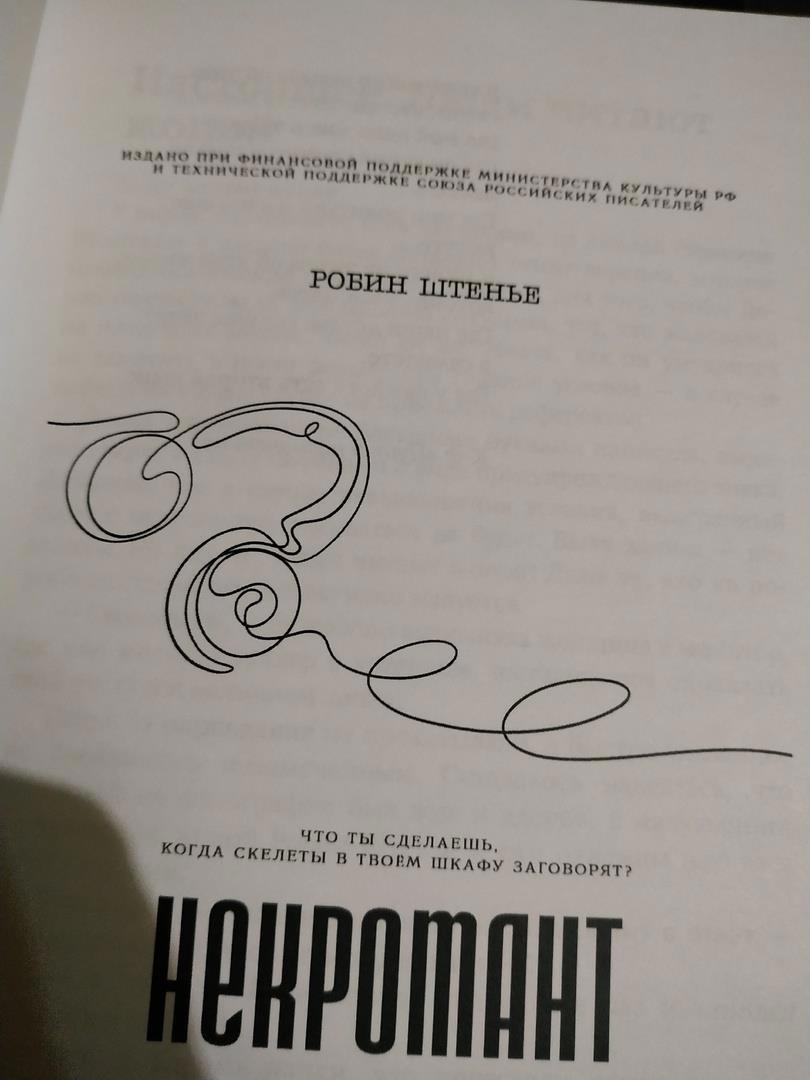 ИЗДАНО ПРИ ФИНАНСОВОЙ ПОДДЕРЖКЕ МИНИСТЕРСТВА КУЛЬТУРЫ РФ
И ТЕХНИЧЕСКОЙ ПОДДЕРЖКЕ СОЮЗА РОССИЙСКИХ ПИСАТЕЛЕЙ
РОБИН ШТЕНЬЕ
ЧТО ТЫ СДЕЛАЕШЬ,
КОГДА СКЕЛЕТЫ В ТВОЁМ ШКАФУ ЗАГОВОРЯТ?
НеКРОмАНТ